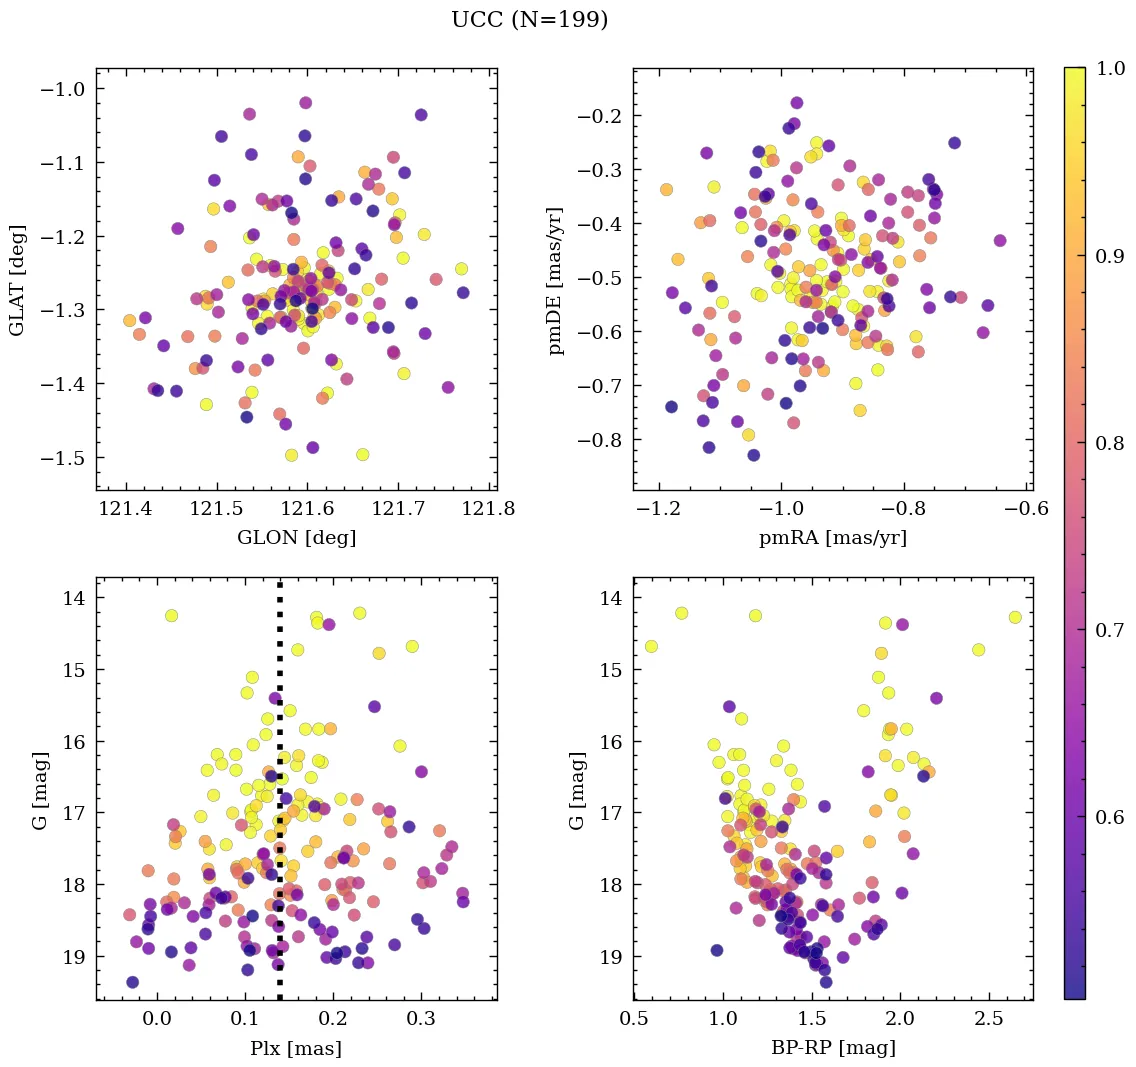 UCC (N=199)
−1.0
−1.1
−1.2
−1.3
−1.4
−1.5
GLAT [deg]
121.4 121.5 121.6 121.7 121.8
GLON [deg]
−0.2
−0.3
−0.4
−0.5
−0.6
−0.7
−0.8
pmDE [mas/yr]
−1.2 −1.0 −0.8 −0.6
pmRA [mas/yr]
14
15
16
17
18
19
G [mag]
0.0 0.1 0.2 0.3
Plx [mas]
14
15
16
17
18
19
G [mag]
0.5 1.0 1.5 2.0 2.5
BP-RP [mag]
1.0
0.9
0.8
0.7
0.6